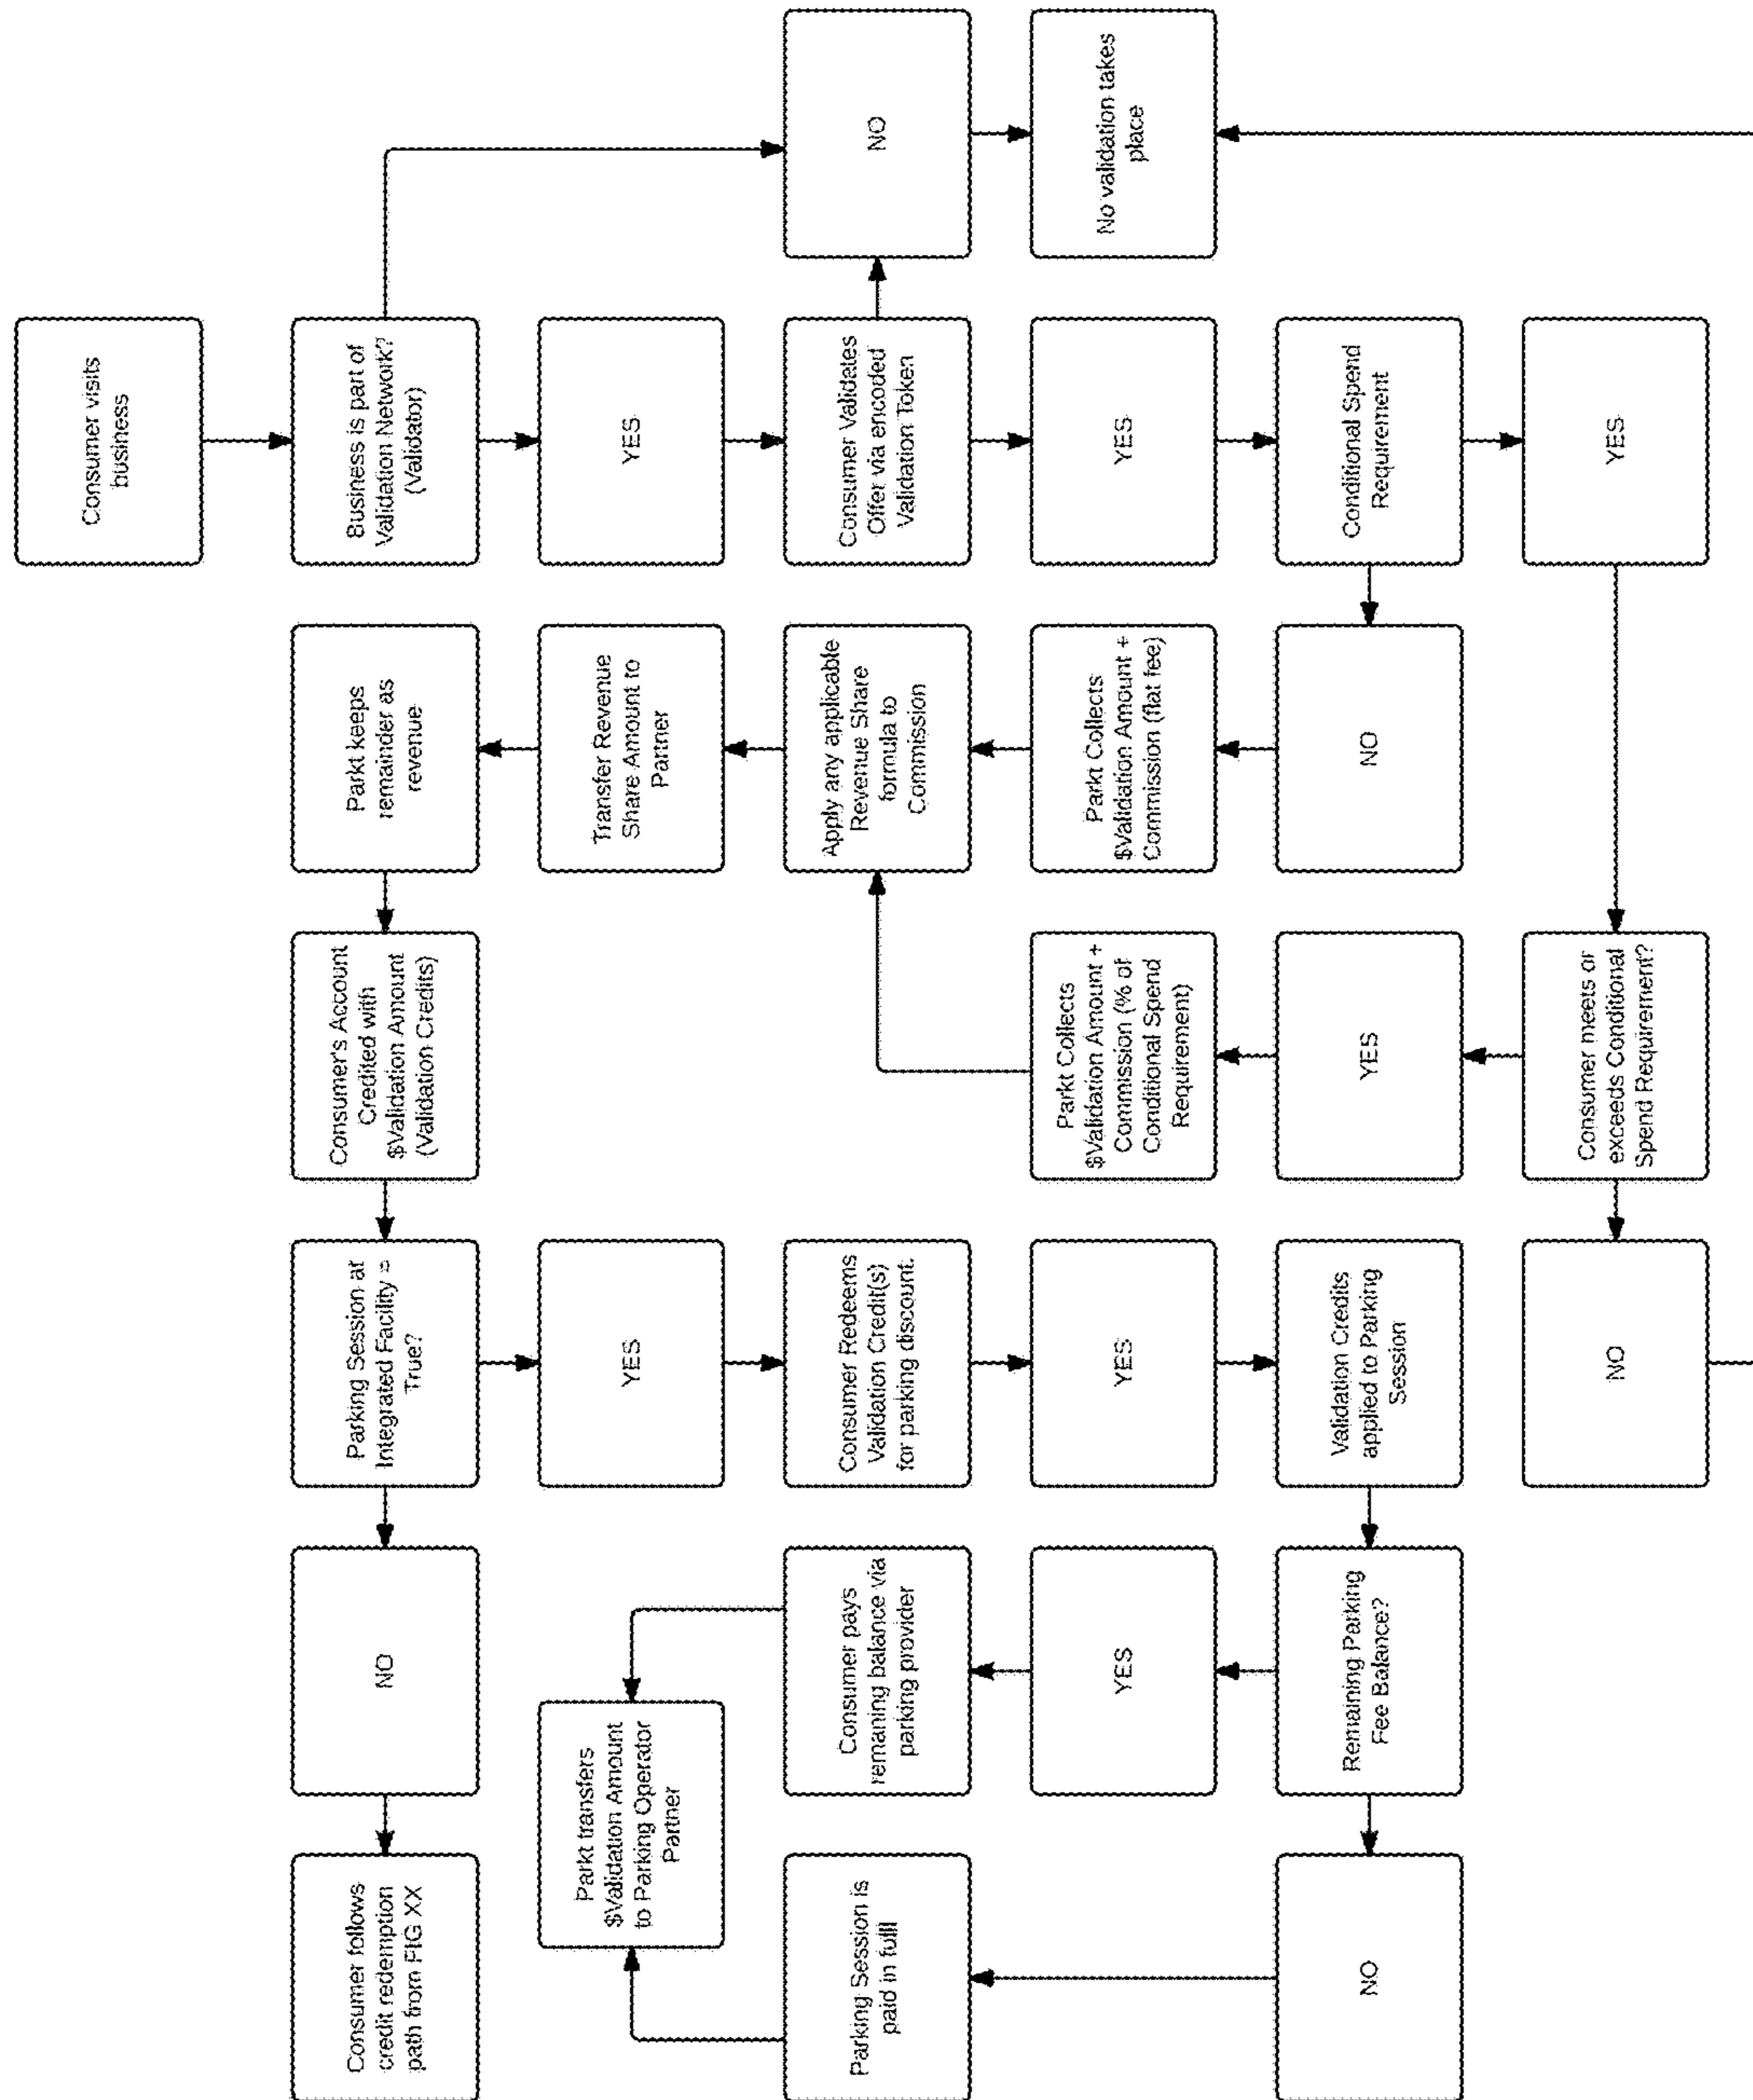 Consumer visits
business
Business is part of
Validation Network?
(Validator)
YES
Consumer Validates
Offer via encoded
Validation Token
NO
No validation takes
place
YES
Conditional Spend
Requirement
YES
NO
Parkt Collects
$Validation Amount +
Commission (flat fee)
Apply any applicable
Revenue Share
formula to
Commission
Transfer Revenue
Share Amount to
Partner
Parkt keeps
remainder as
revenue
Consumer meets or
exceeds Conditional
Spend Requirement?
YES
Parkt Collects
$Validation Amount +
Commission (% of
Conditional Spend
Requirement)
NO
Consumer's Account
Credited with
$Validation Amount
(Validation Credits)
Parking Session at
Integrated Facility =
True?
YES
Consumer Redeems
Validation Credit(s)
for parking discount.
YES
Validation Credits
applied to Parking
Session
NO
Consumer follows
credit redemption
path from FIG XX
Remaining Parking
Fee Balance?
YES
Consumer pays
remaning balance via
parking provider
Parkt transfers
$Validation Amount
to Parking Operator
Partner
NO
Parking Session is
paid in full!